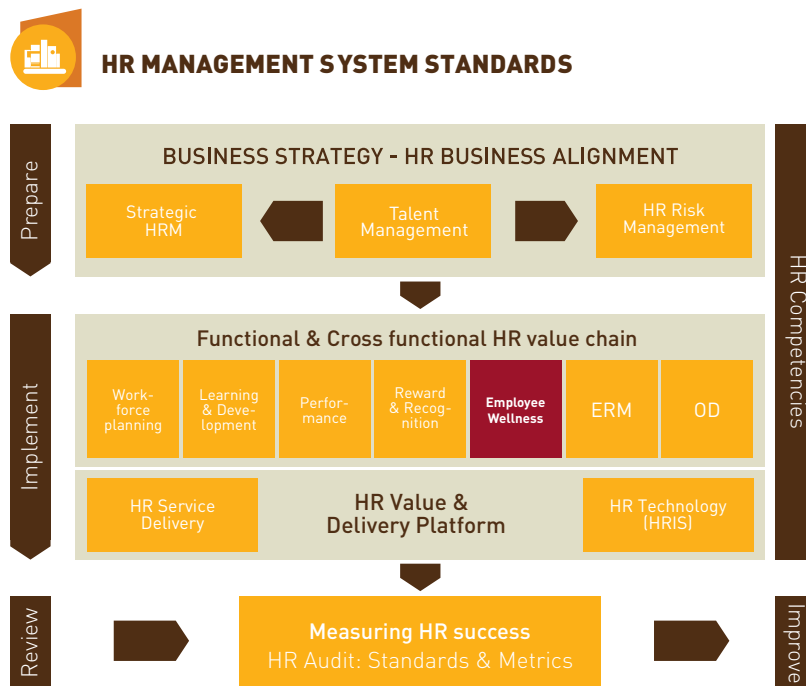 HR MANAGEMENT SYSTEM STANDARDS
Prepare
BUSINESS STRATEGY - HR BUSINESS ALIGNMENT
Strategic
HRM
Talent
Management
HR Risk
Management
HR Competencies
Implement
Functional & Cross functional HR value chain
Work-
force
planning
Learning
& Deve-
lopment
Perfor-
mance
Reward
& Recog-
nition
Employee
Wellness
ERM
OD
HR Service
Delivery
HR Value &
Delivery Platform
HR Technology
(HRIS)
Review
Measuring HR success
HR Audit: Standards & Metrics
Improve